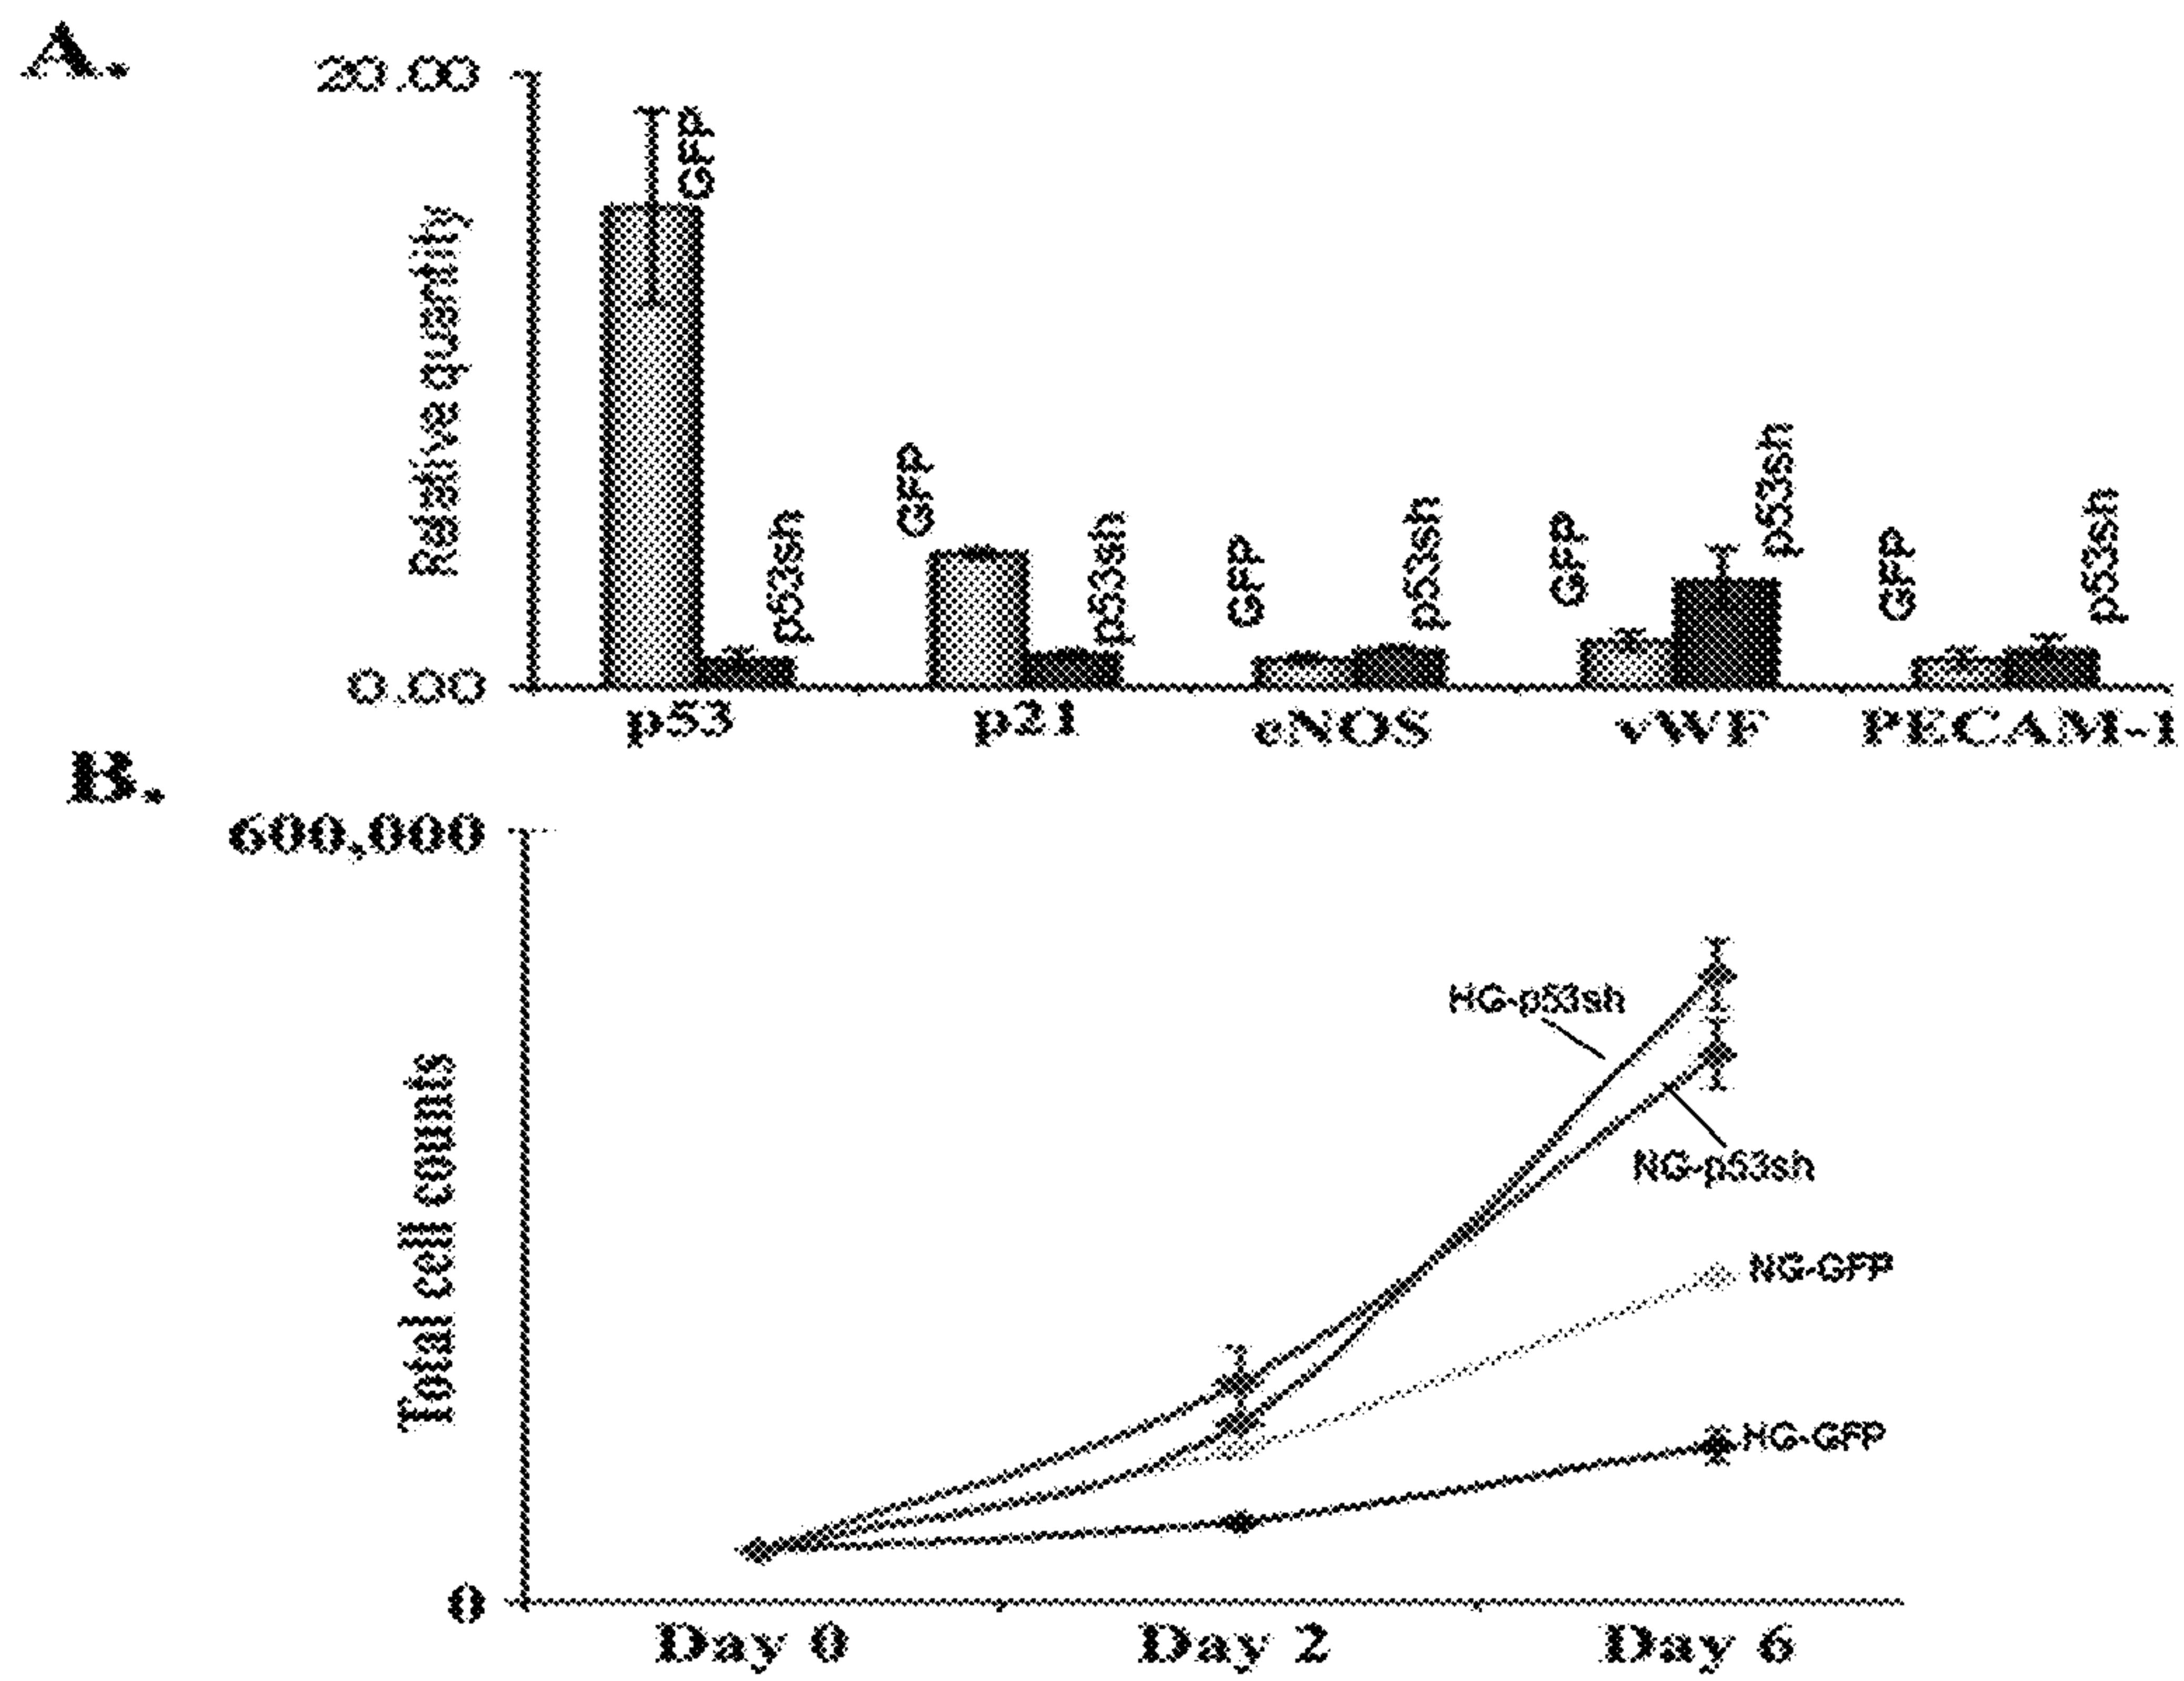 A.
20.00
Relative quantity
0.00
GFP
p53sh
GFP
p53sh
GFP
p53sh
GFP
p53sh
GFP
p53sh
p53
p21
eNOS
vWF
PECAM-1
B.
600,000
Total cell counts
0
HG-p53sh
NG-p53sh
NG-GFP
HG-GFP
Day 0
Day 2
Day 6